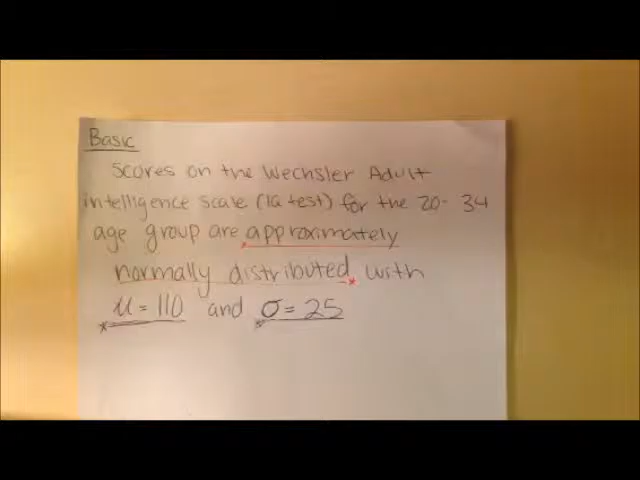 Basic
Scores on the Wechsler Adult
intelligence scale (IQ test) for the 20- 34
age group are approximately
normally distributed with
μ = 110 and σ = 25